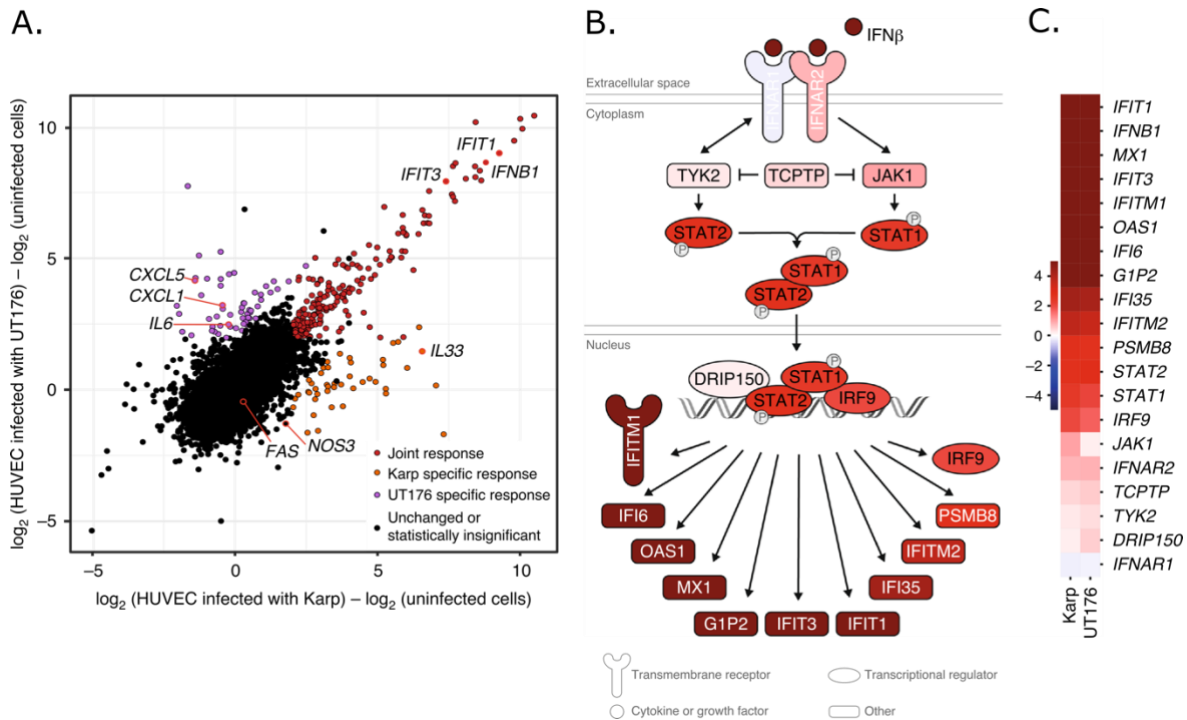 A.
log2 (HUVEC infected with UT176) – log2 (uninfected cells)
10
5
0
–5
–5
0
5
10
log2 (HUVEC infected with Karp) – log2 (uninfected cells)
IFIT1
IFIT3
IFNB1
CXCL5
CXCL1
IL6
IL33
FAS
NOS3
Joint response
Karp specific response
UT176 specific response
Unchanged or
statistically insignificant
B.
IFNβ
Extracellular space
Cytoplasm
IFNAR1
IFNAR2
TYK2
TCPTP
JAK1
STAT2
P
STAT1
P
STAT1
P
STAT2
P
Nucleus
DRIP150
STAT1
P
STAT2
P
IRF9
IFITM1
IRF9
IFI6
PSMB8
OAS1
IFITM2
MX1
IFI35
G1P2
IFIT3
IFIT1
Transmembrane receptor
Transcriptional regulator
Cytokine or growth factor
Other
C.
4
2
0
–2
–4
IFIT1
IFNB1
MX1
IFIT3
IFITM1
OAS1
IFI6
G1P2
IFI35
IFITM2
PSMB8
STAT2
STAT1
IRF9
JAK1
IFNAR2
TCPTP
TYK2
DRIP150
IFNAR1
Karp
UT176